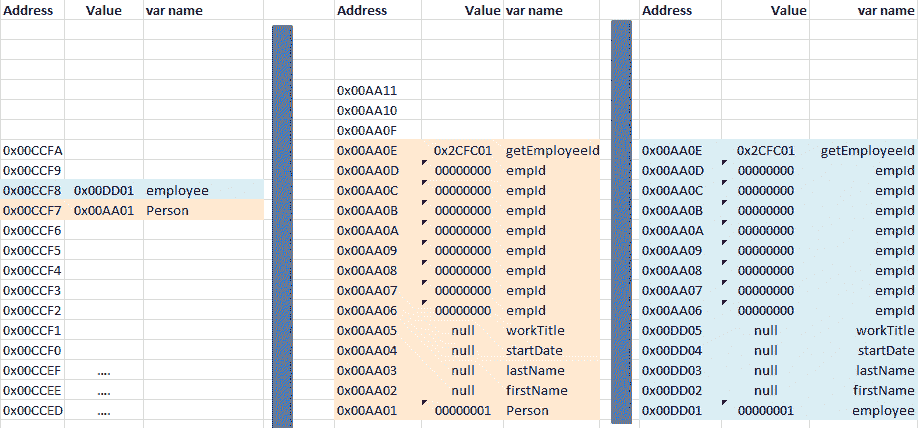 Address Value var name Address Value var name Address Value var name
0x00AA11
0x00AA10
0x00AA0F
0x00CCFA 0x00AA0E 0x2CFC01 getEmployeeId 0x00AA0E 0x2CFC01 getEmployeeId
0x00CCF9 0x00AA0D 00000000 empId 0x00AA0D 00000000 empId
0x00CCF8 0x00DD01 employee 0x00AA0C 00000000 empId 0x00AA0C 00000000 empId
0x00CCF7 0x00AA01 Person 0x00AA0B 00000000 empId 0x00AA0B 00000000 empId
0x00CCF6 0x00AA0A 00000000 empId 0x00AA0A 00000000 empId
0x00CCF5 0x00AA09 00000000 empId 0x00AA09 00000000 empId
0x00CCF4 0x00AA08 00000000 empId 0x00AA08 00000000 empId
0x00CCF3 0x00AA07 00000000 empId 0x00AA07 00000000 empId
0x00CCF2 0x00AA06 00000000 empId 0x00AA06 00000000 empId
0x00CCF1 0x00AA05 null workTitle 0x00DD05 null workTitle
0x00CCF0 0x00AA04 null startDate 0x00DD04 null startDate
0x00CCEF .... 0x00AA03 null lastName 0x00DD03 null lastName
0x00CCEE .... 0x00AA02 null firstName 0x00DD02 null firstName
0x00CCED .... 0x00AA01 00000001 Person 0x00DD01 00000001 employee